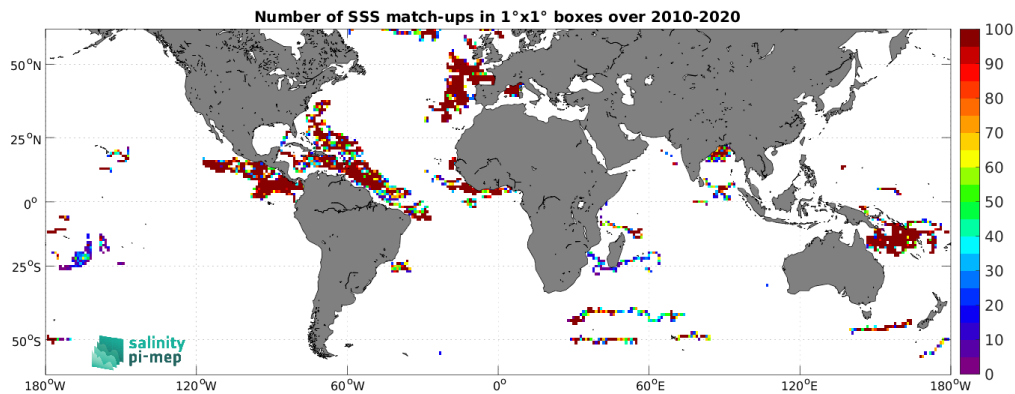 Number of SSS match-ups in 1°x1° boxes over 2010-2020
50°N
25°N
0°
25°S
50°S
180°W
120°W
60°W
0°
60°E
120°E
180°W
100
90
80
70
60
50
40
30
20
10
0
salinity
pi-mep